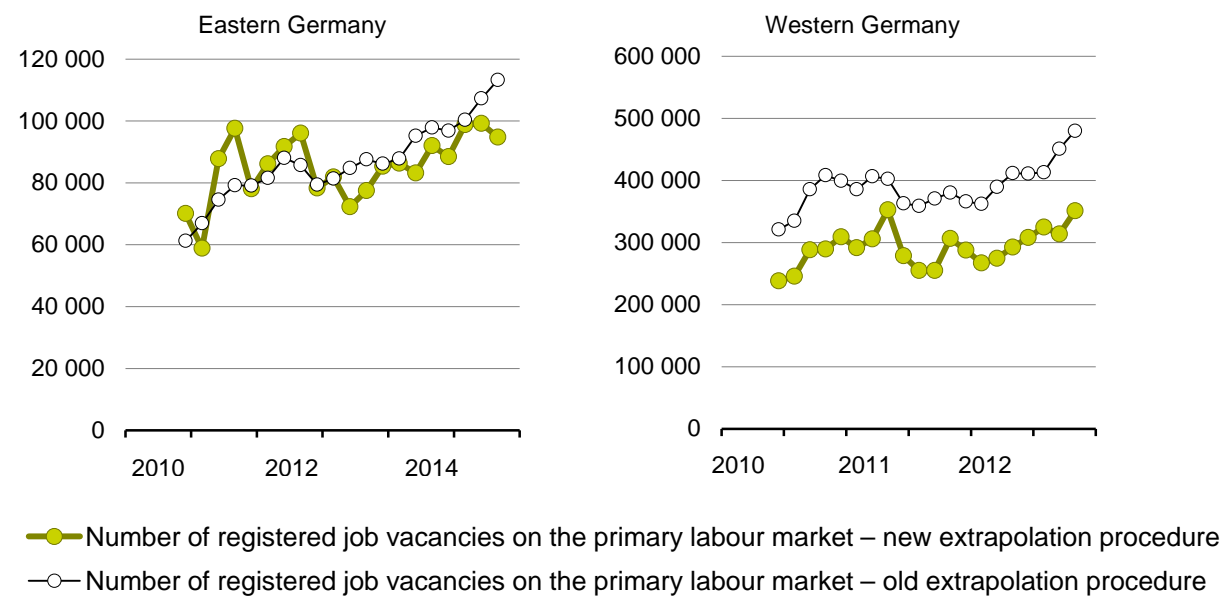 Eastern Germany
120 000
100 000
80 000
60 000
40 000
20 000
0
2010 2012 2014
Western Germany
600 000
500 000
400 000
300 000
200 000
100 000
0
2010 2011 2012
Number of registered job vacancies on the primary labour market – new extrapolation procedure
Number of registered job vacancies on the primary labour market – old extrapolation procedure